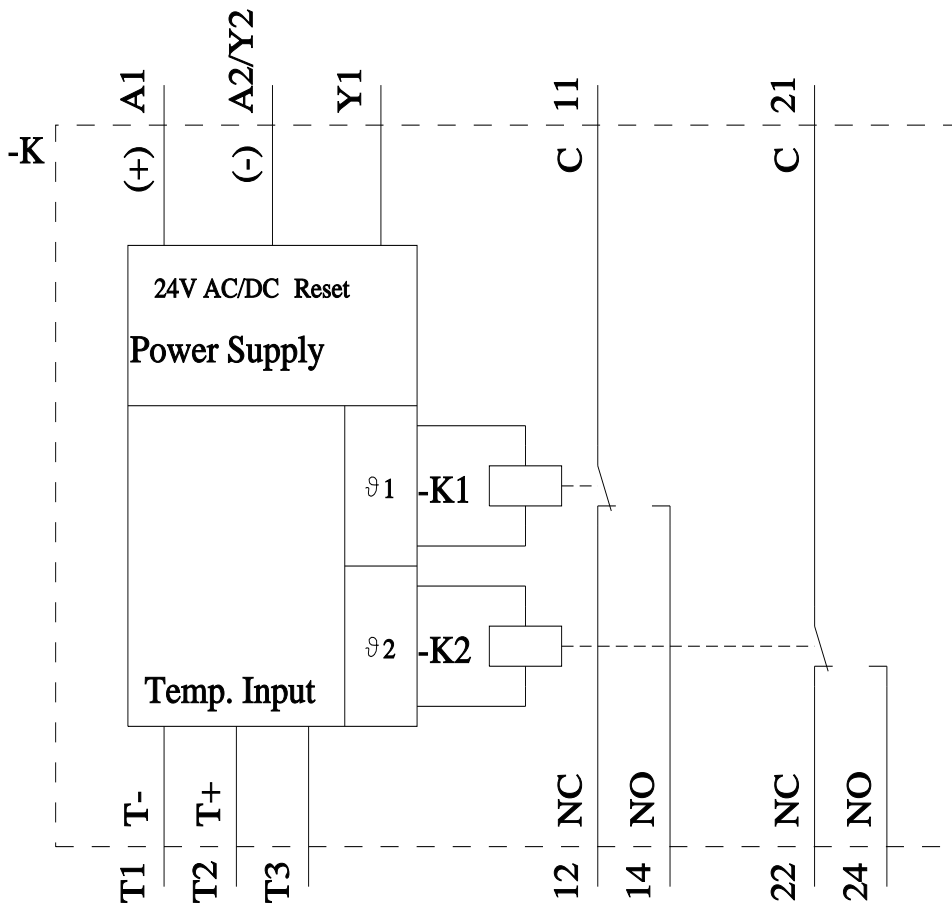 A1 A2/Y2 Y1 11 21
-K
(+) (-) C C
24V AC/DC Reset
Power Supply
ϑ1 -K1
ϑ2 -K2
Temp. Input
T- T+ NC NO NC NO
T1 T2 T3 12 14 22 24